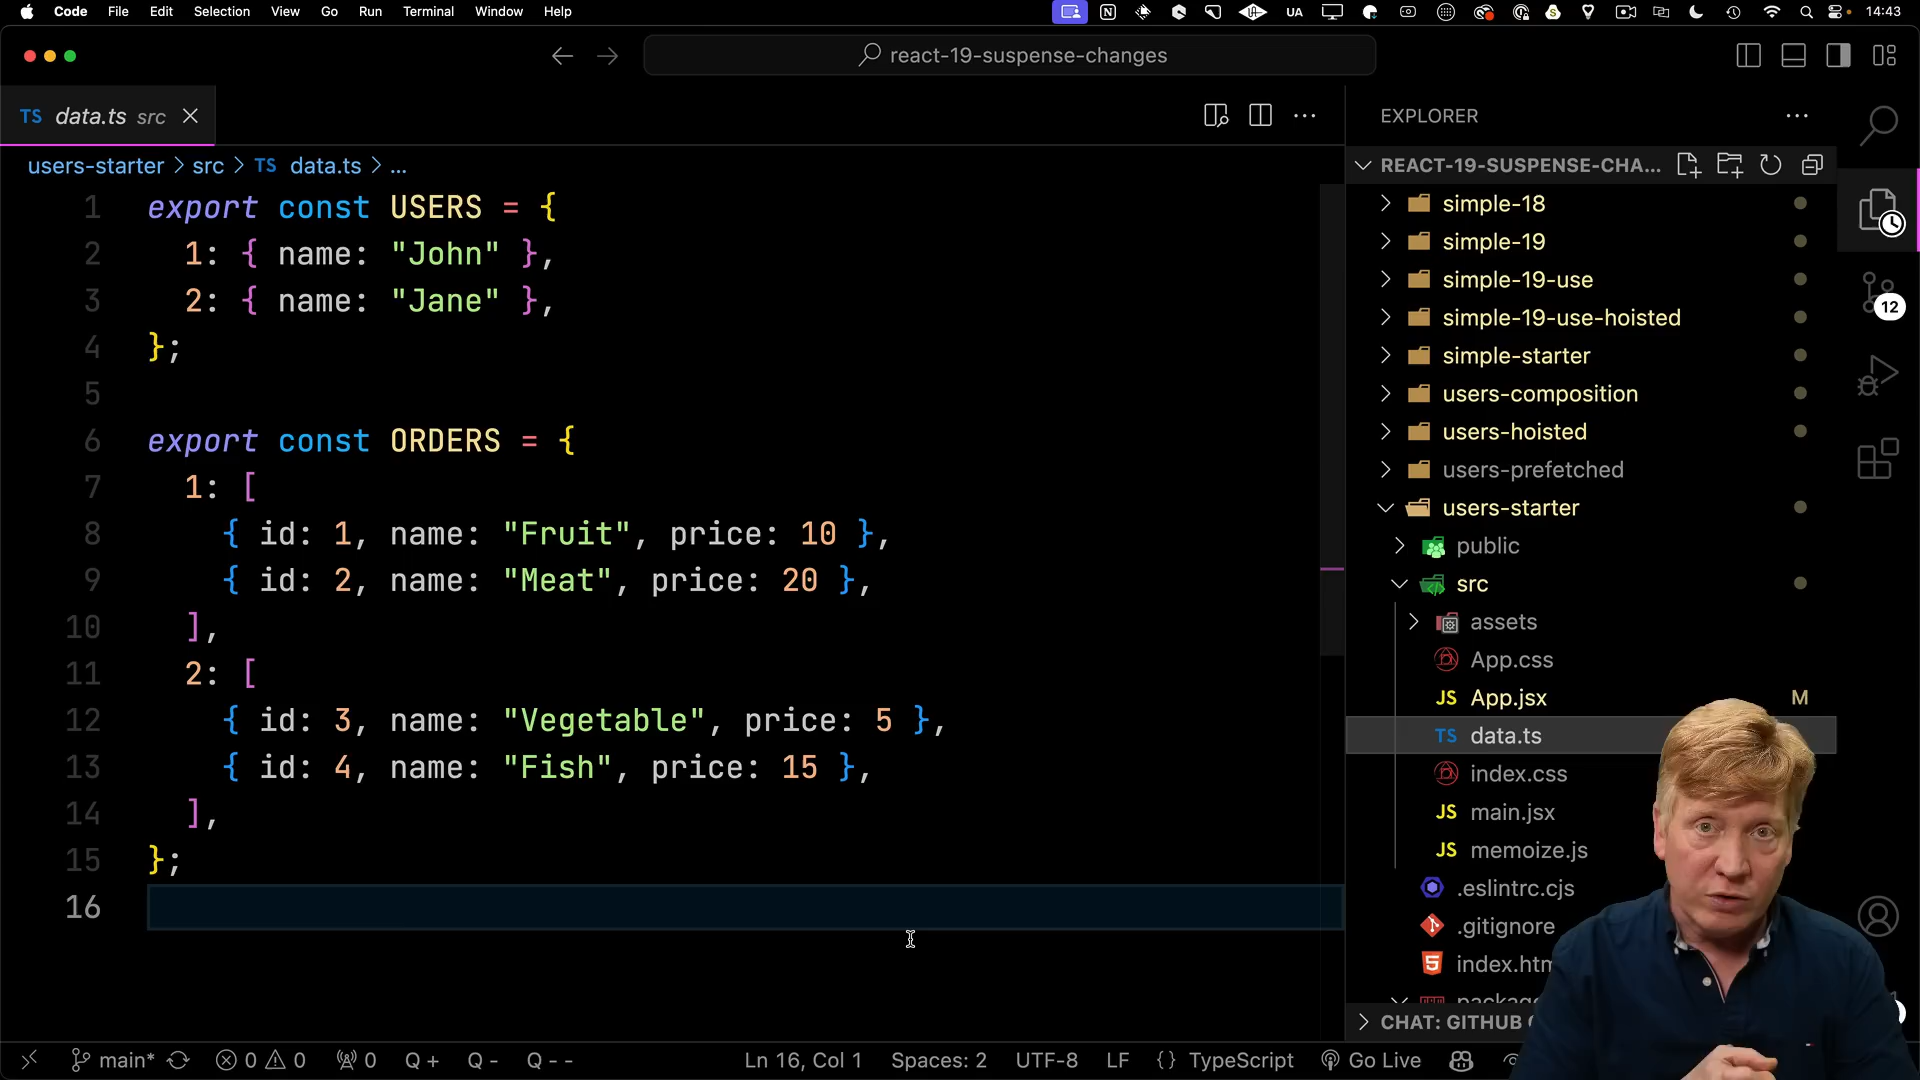 Code File Edit Selection View Go Run Terminal Window Help UA 14:43
react-19-suspense-changes
TS data.ts src
users-starter > src > TS data.ts > ...
1 export const USERS = {
2 1: { name: "John" },
3 2: { name: "Jane" },
4 };
5
6 export const ORDERS = {
7 1: [
8 { id: 1, name: "Fruit", price: 10 },
9 { id: 2, name: "Meat", price: 20 },
10 ],
11 2: [
12 { id: 3, name: "Vegetable", price: 5 },
13 { id: 4, name: "Fish", price: 15 },
14 ],
15 };
16
EXPLORER
REACT-19-SUSPENSE-CHA...
simple-18
simple-19
simple-19-use
simple-19-use-hoisted
simple-starter
users-composition
users-hoisted
users-prefetched
users-starter
public
src
assets
App.css
JS App.jsx M
TS data.ts
index.css
JS main.jsx
JS memoize.js
.eslintrc.cjs
.gitignore
index.htm
CHAT: GITHUB
12
main* 0 0 0 Q + Q - Q - - Ln 16, Col 1 Spaces: 2 UTF-8 LF {} TypeScript Go Live